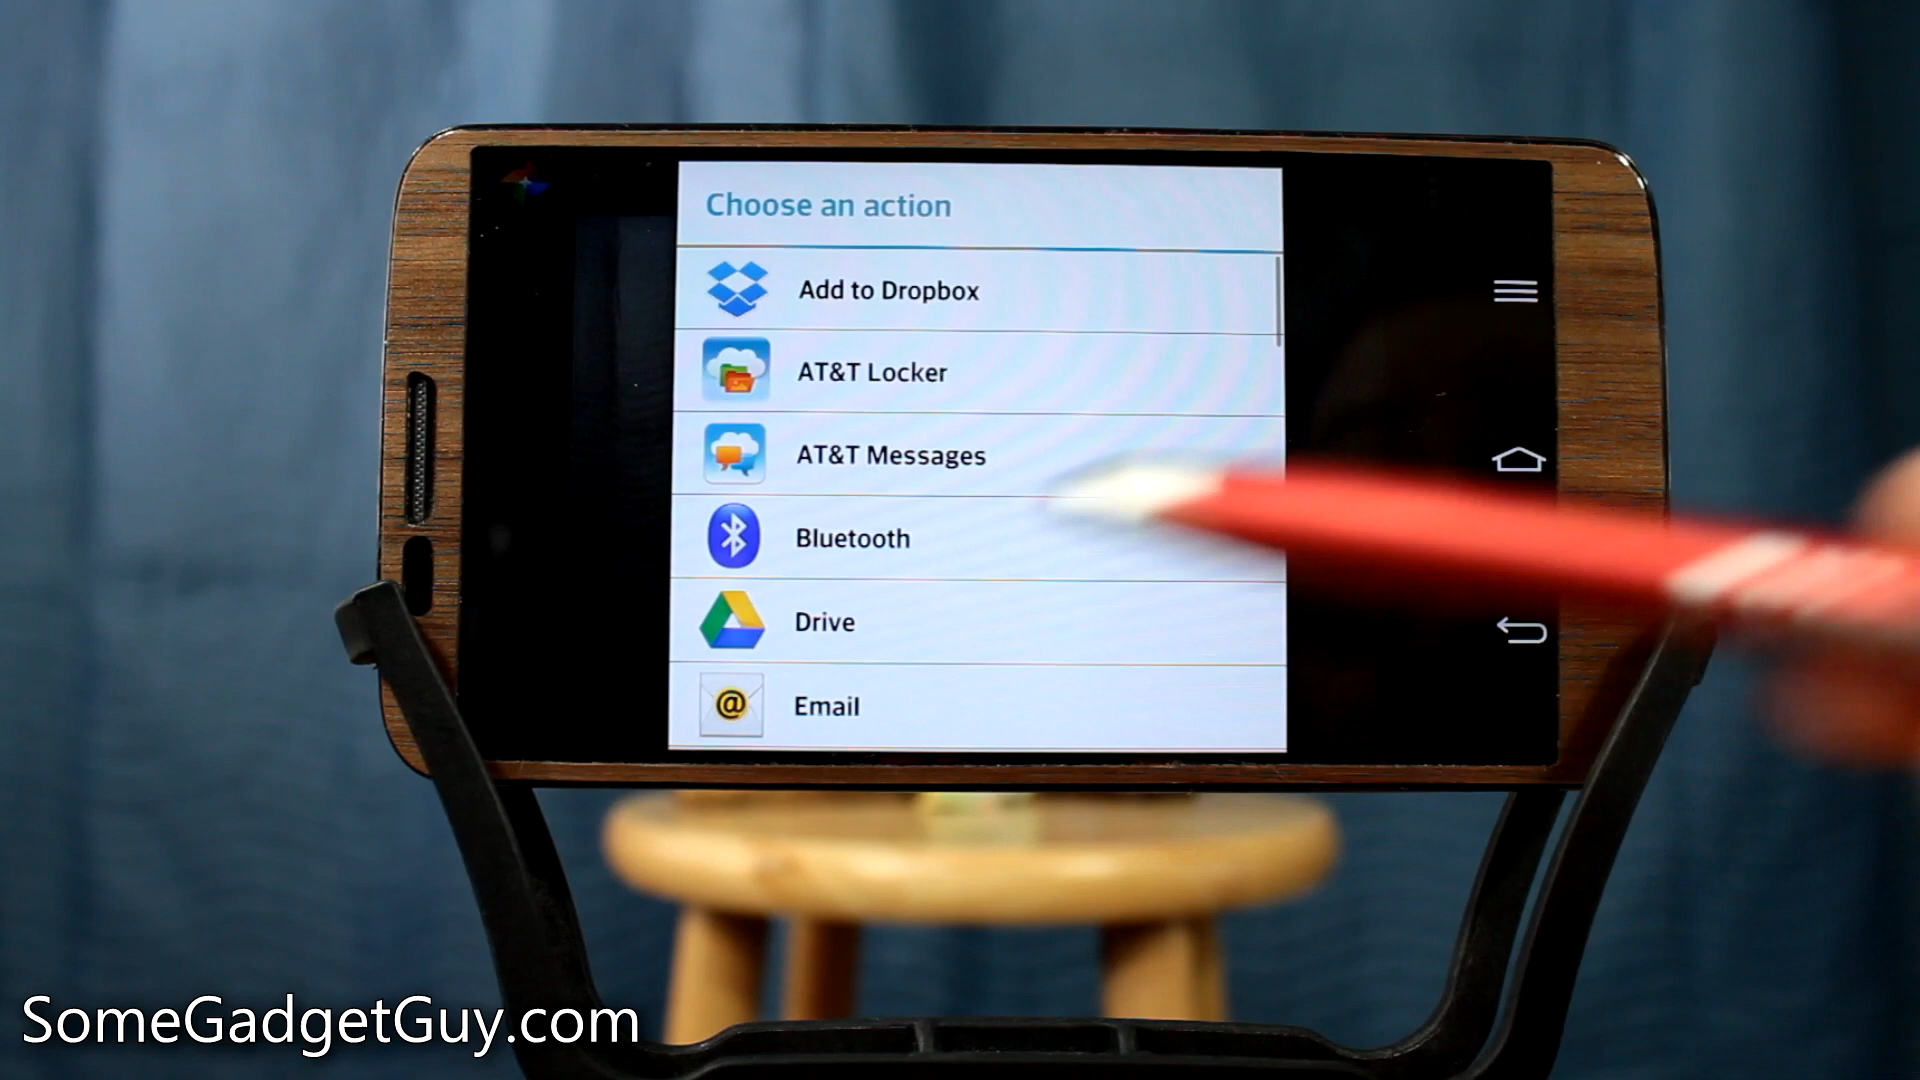 Choose an action
Add to Dropbox
AT&T Locker
AT&T Messages
Bluetooth
Drive
@
Email
SomeGadgetGuy.com